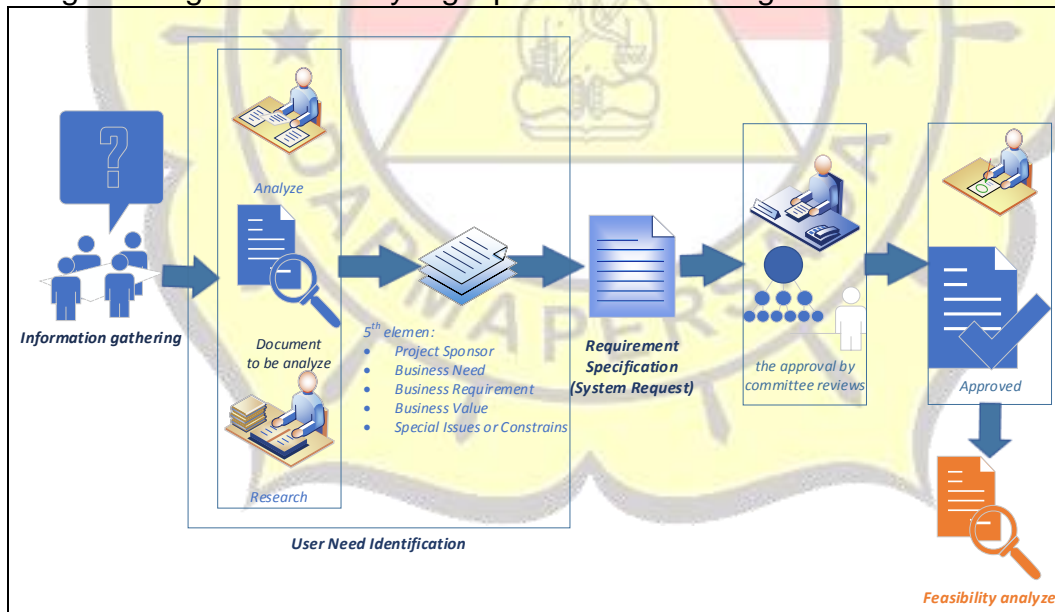 ?
Analyze
Information gathering
Document
to be analyze
Research
5th elemen :
• Project Sponsor
• Business Need
• Business Requirement
• Business Value
• Special Issues or Constrains
User Need Identification
Requirement
Specification
(System Request)
the approval by
committee reviews
Approved
Feasibility analyze
DARMAPERSADA